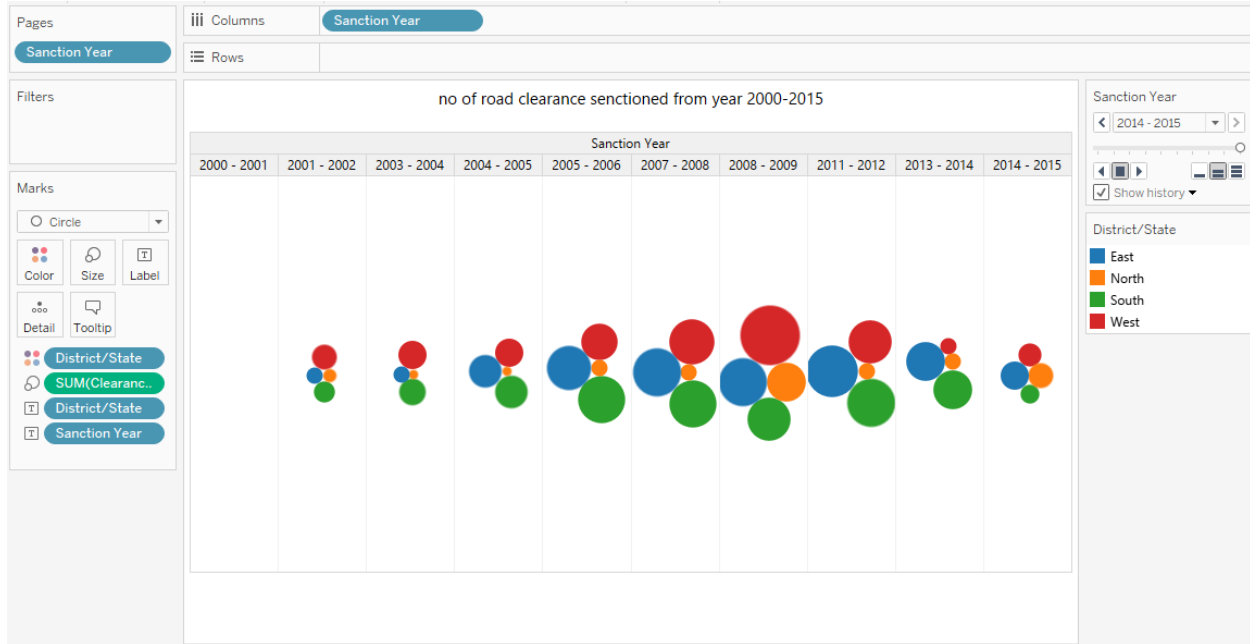 Pages
Sanction Year
Columns
Sanction Year
Rows
Filters
Marks
Circle
Color
Size
Label
Detail
Tooltip
District/State
SUM(Clearanc..
District/State
Sanction Year
no of road clearance senctioned from year 2000-2015
Sanction Year
2000 - 2001 2001 - 2002 2003 - 2004 2004 - 2005 2005 - 2006 2007 - 2008 2008 - 2009 2011 - 2012 2013 - 2014 2014 - 2015
Sanction Year
2014 - 2015
Show history
District/State
East
North
South
West